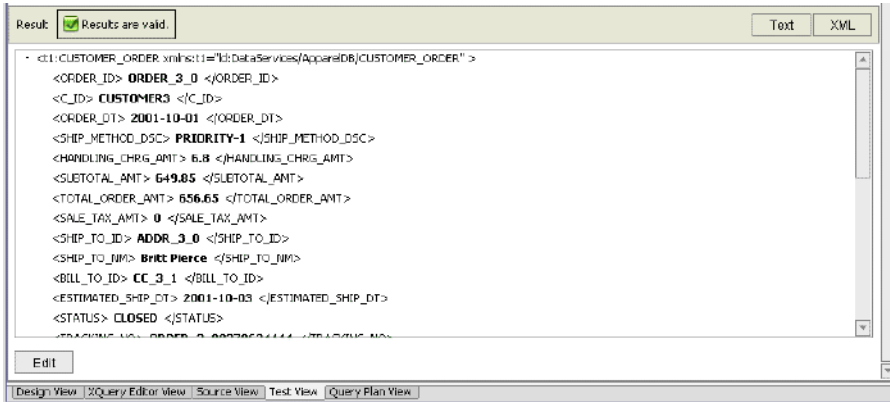 Result: Results are valid. Text XML
- <t1:CUSTOMER_ORDER xmlns:t1="ld:DataServices/ApparelDB/CUSTOMER_ORDER" >
<ORDER_ID> ORDER_3_0 </ORDER_ID>
<C_ID> CUSTOMER3 </C_ID>
<ORDER_DT> 2001-10-01 </ORDER_DT>
<SHIP_METHOD_DSC> PRIORITY-1 </SHIP_METHOD_DSC>
<HANDLING_CHRG_AMT> 6.8 </HANDLING_CHRG_AMT>
<SUBTOTAL_AMT> 649.85 </SUBTOTAL_AMT>
<TOTAL_ORDER_AMT> 656.65 </TOTAL_ORDER_AMT>
<SALE_TAX_AMT> 0 </SALE_TAX_AMT>
<SHIP_TO_ID> ADDR_3_0 </SHIP_TO_ID>
<SHIP_TO_NM> Britt Pierce </SHIP_TO_NM>
<BILL_TO_ID> CC_3_1 </BILL_TO_ID>
<ESTIMATED_SHIP_DT> 2001-10-03 </ESTIMATED_SHIP_DT>
<STATUS> CLOSED </STATUS>
Edit
Design View XQuery Editor View Source View Test View Query Plan View